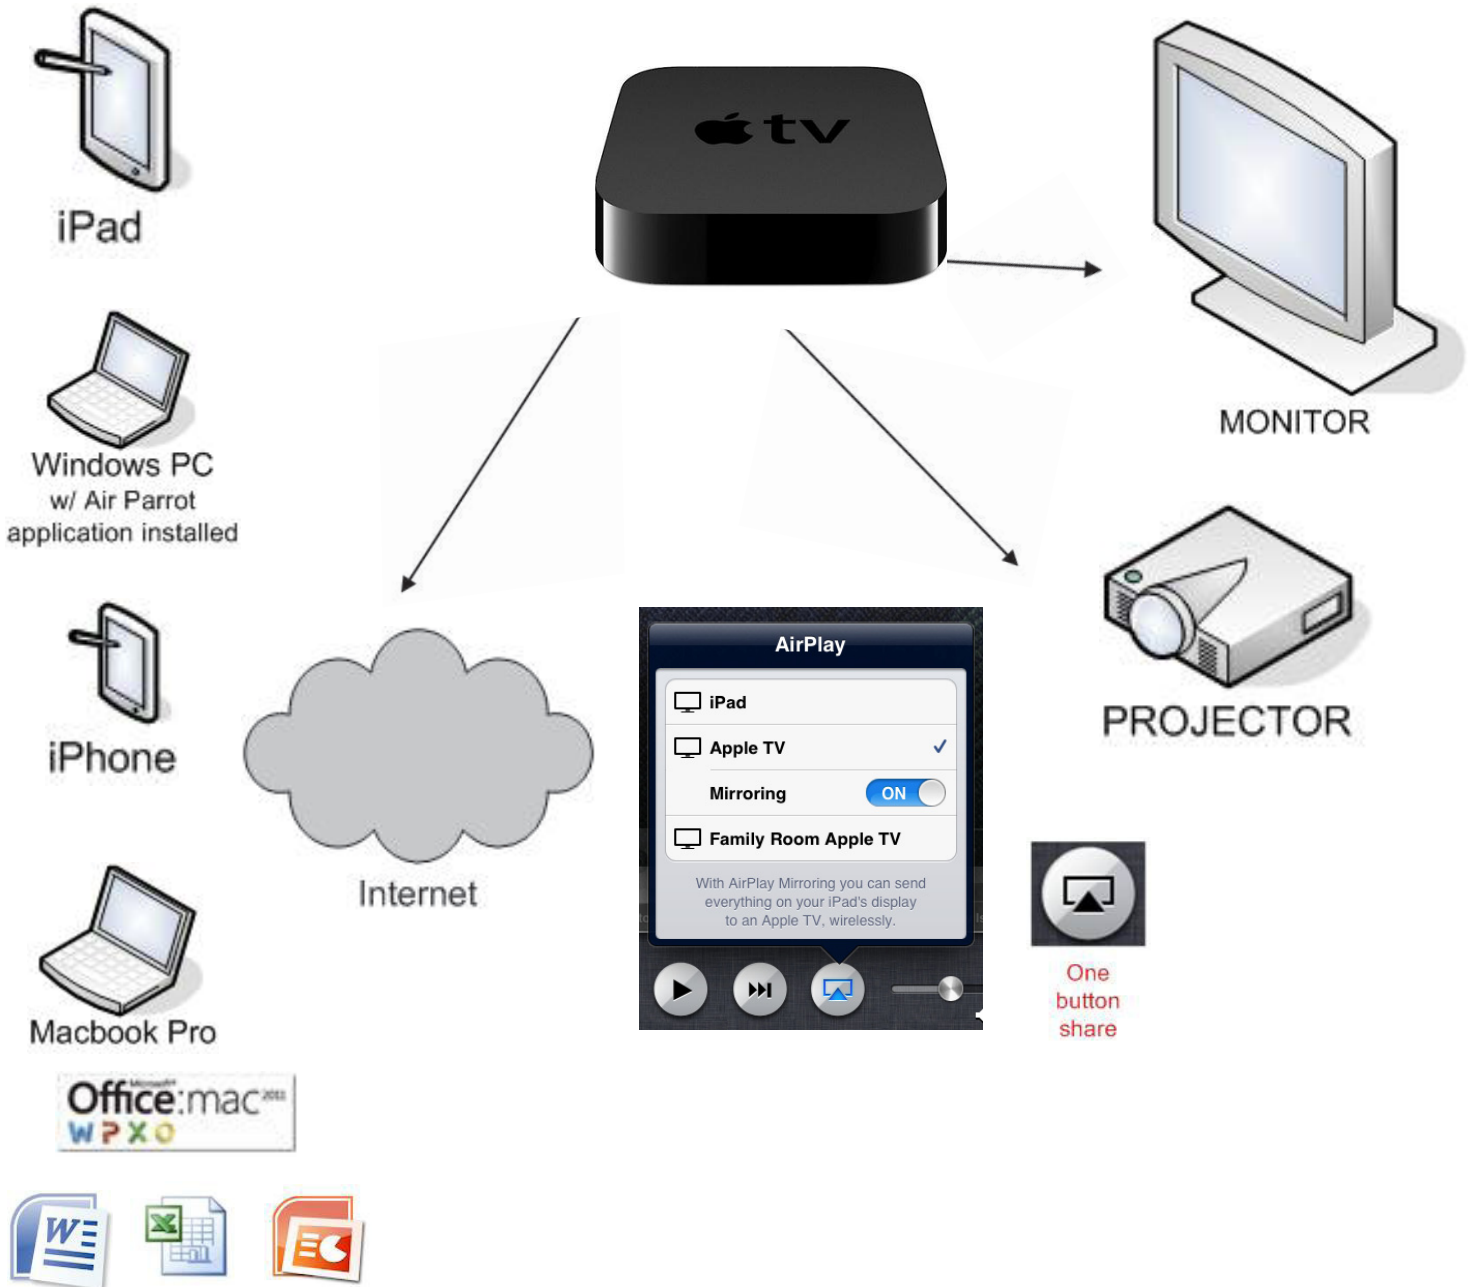 tv
iPad
MONITOR
Windows PC
w/ Air Parrot
application installed
AirPlay
iPad
Apple TV
Mirroring
ON
Family Room Apple TV
With AirPlay Mirroring you can send
everything on your iPad's display
to an Apple TV, wirelessly.
PROJECTOR
iPhone
Internet
One
button
share
Macbook Pro
Microsoft
Office:mac 2011
W P X O
W
X